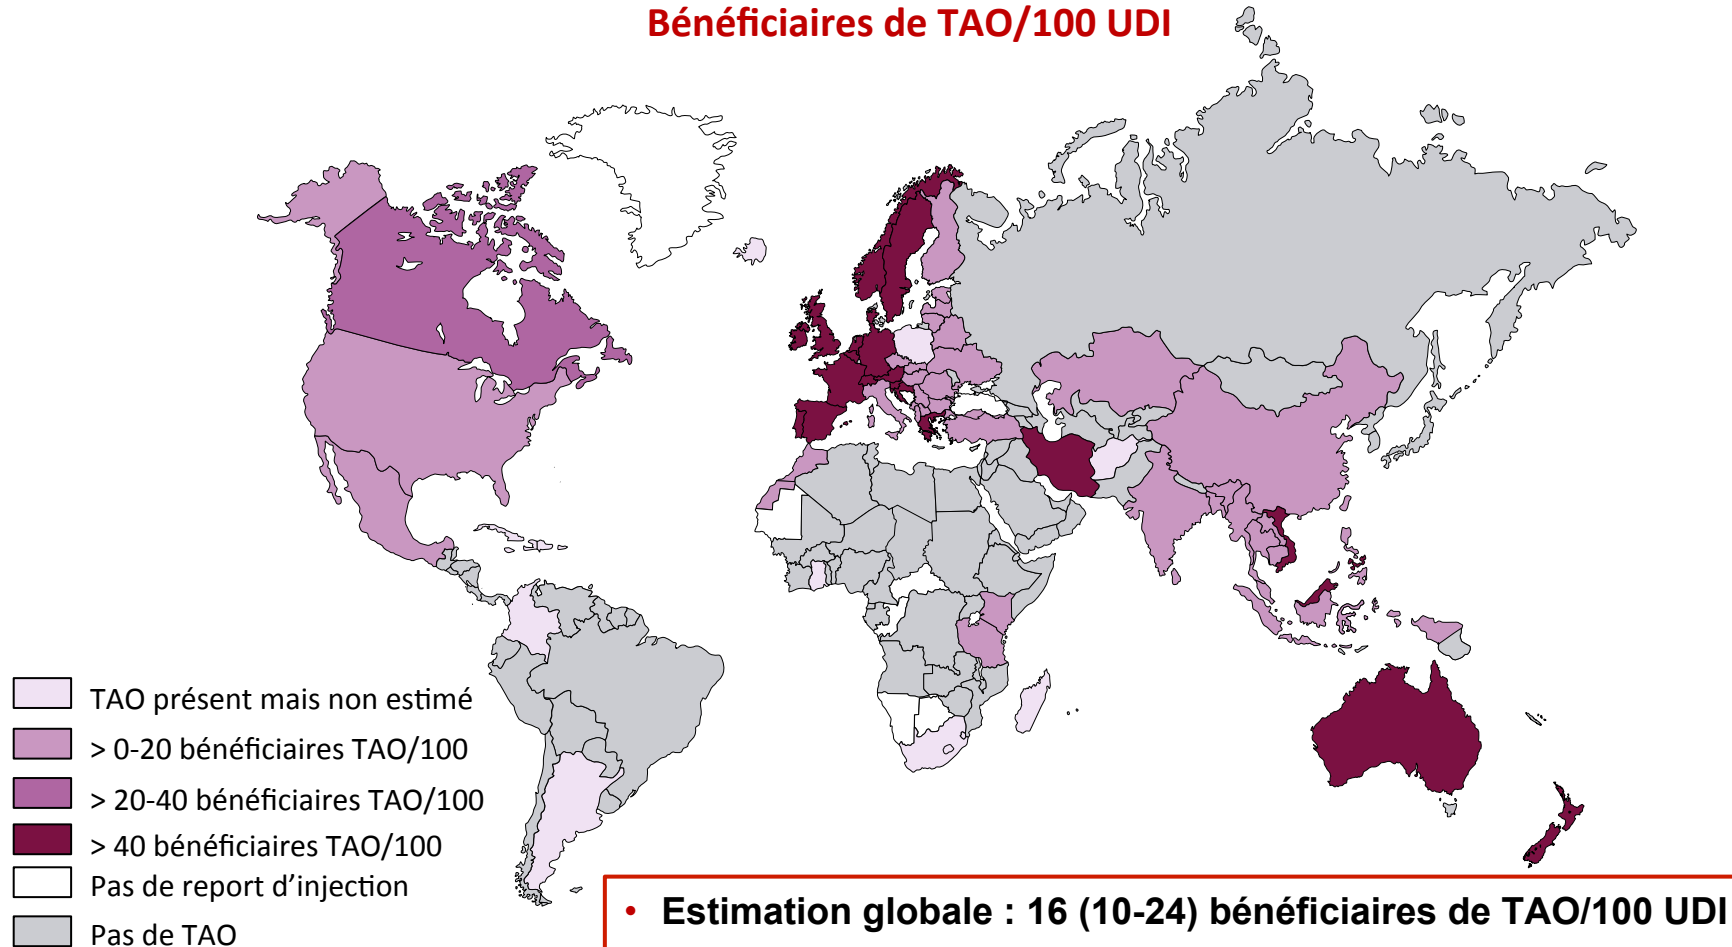 Bénéficiaires de TAO/100 UDI
TAO présent mais non estimé
> 0-20 bénéficiaires TAO/100
> 20-40 bénéficiaires TAO/100
> 40 bénéficiaires TAO/100
Pas de report d’injection
Pas de TAO
• Estimation globale : 16 (10-24) bénéficiaires de TAO/100 UDI